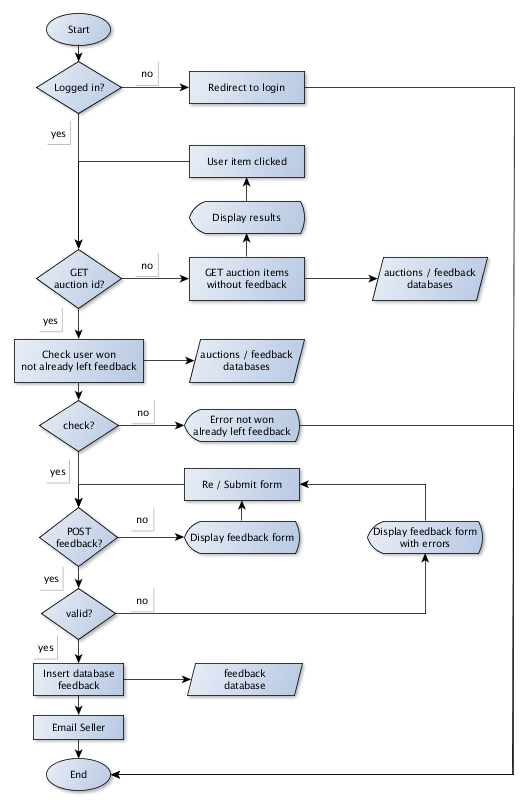 Start
Logged in?
no
Redirect to login
yes
User item clicked
Display results
GET
auction id?
no
GET auction items
without feedback
auctions / feedback
databases
yes
Check user won
not already left feedback
auctions / feedback
databases
check?
no
Error not won
already left feedback
yes
Re / Submit form
POST
feedback?
no
Display feedback form
Display feedback form
with errors
yes
valid?
no
yes
Insert database
feedback
feedback
database
Email Seller
End